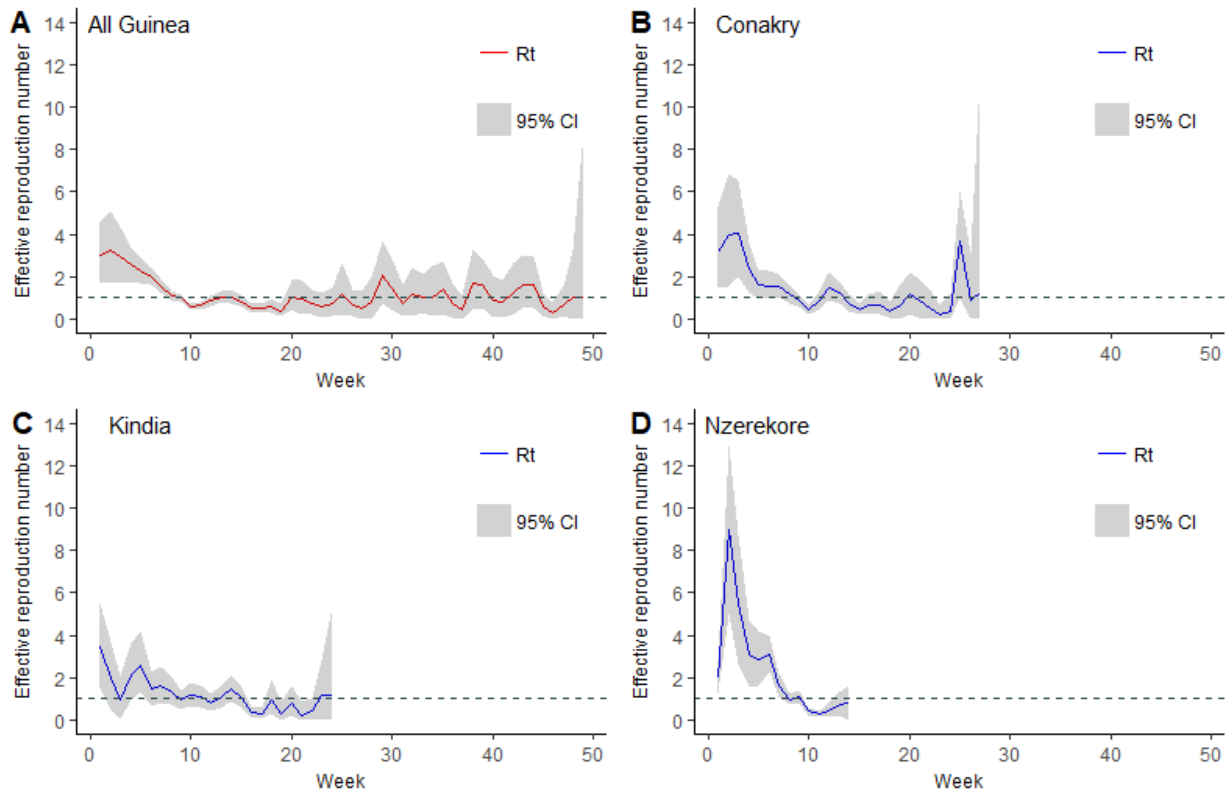 A All Guinea
Effective reproduction number
14
12
10
8
6
4
2
0
Rt
95% CI
0 10 20 30 40 50
Week
B Conakry
Effective reproduction number
14
12
10
8
6
4
2
0
Rt
95% CI
0 10 20 30 40 50
Week
C Kindia
Effective reproduction number
14
12
10
8
6
4
2
0
Rt
95% CI
0 10 20 30 40 50
Week
D Nzerekore
Effective reproduction number
14
12
10
8
6
4
2
0
Rt
95% CI
0 10 20 30 40 50
Week